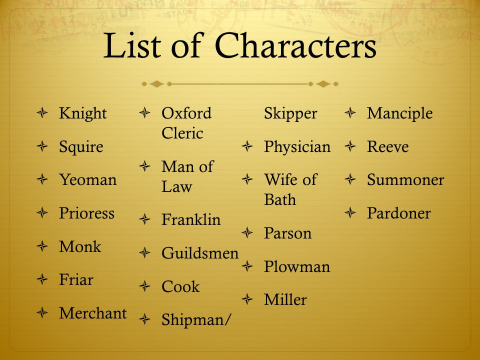 List of Characters
Knight
Squire
Yeoman
Prioress
Monk
Friar
Merchant
Oxford
Cleric
Man of
Law
Franklin
Guildsmen
Cook
Shipman/
Skipper
Physician
Wife of
Bath
Parson
Plowman
Miller
Manciple
Reeve
Summoner
Pardoner